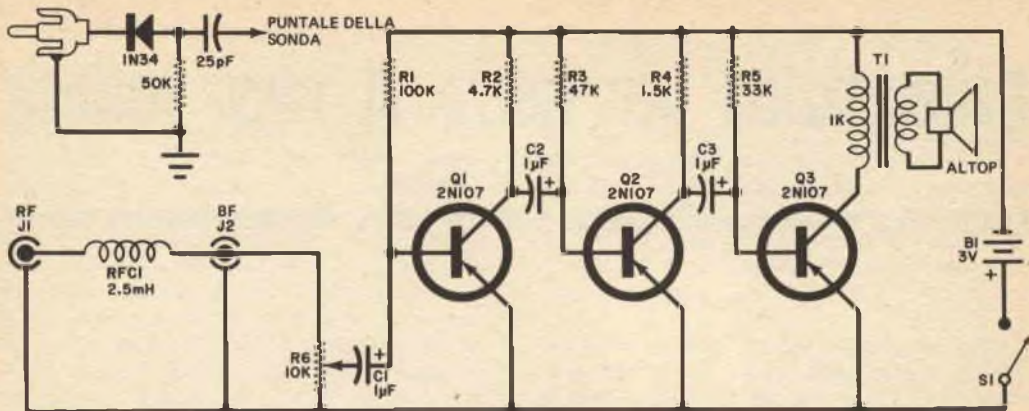 PUNTALE DELLA
SONDA
1N34
25pF
50K
R1
100K
R2
4.7K
R3
47K
R4
1.5K
R5
33K
T1
1K
ALTOP
C2
1µF
+
C3
1µF
+
Q1
2N107
Q2
2N107
Q3
2N107
B1
3V
+
RF
J1
BF
J2
RFC1
2.5mH
R6
10K
+
C1
1µF
S1